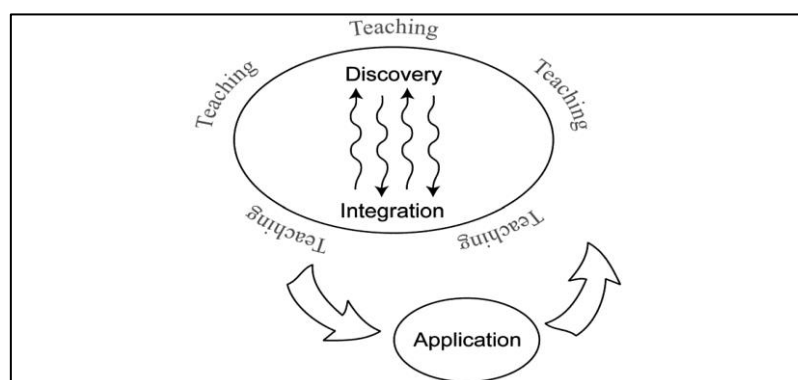 Teaching
Teaching
Teaching
Discovery
Integration
Teaching
Teaching
Application